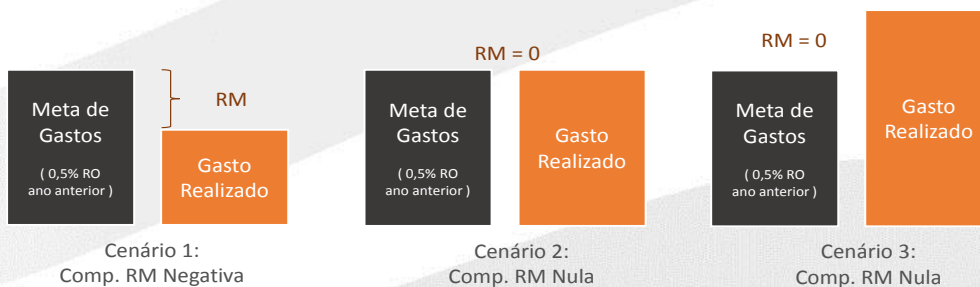 Meta de
Gastos
( 0,5% RO
ano anterior )
RM
Gasto
Realizado
Cenário 1:
Comp. RM Negativa
RM = 0
Meta de
Gastos
( 0,5% RO
ano anterior )
Gasto
Realizado
Cenário 2:
Comp. RM Nula
RM = 0
Meta de
Gastos
( 0,5% RO
ano anterior )
Gasto
Realizado
Cenário 3:
Comp. RM Nula